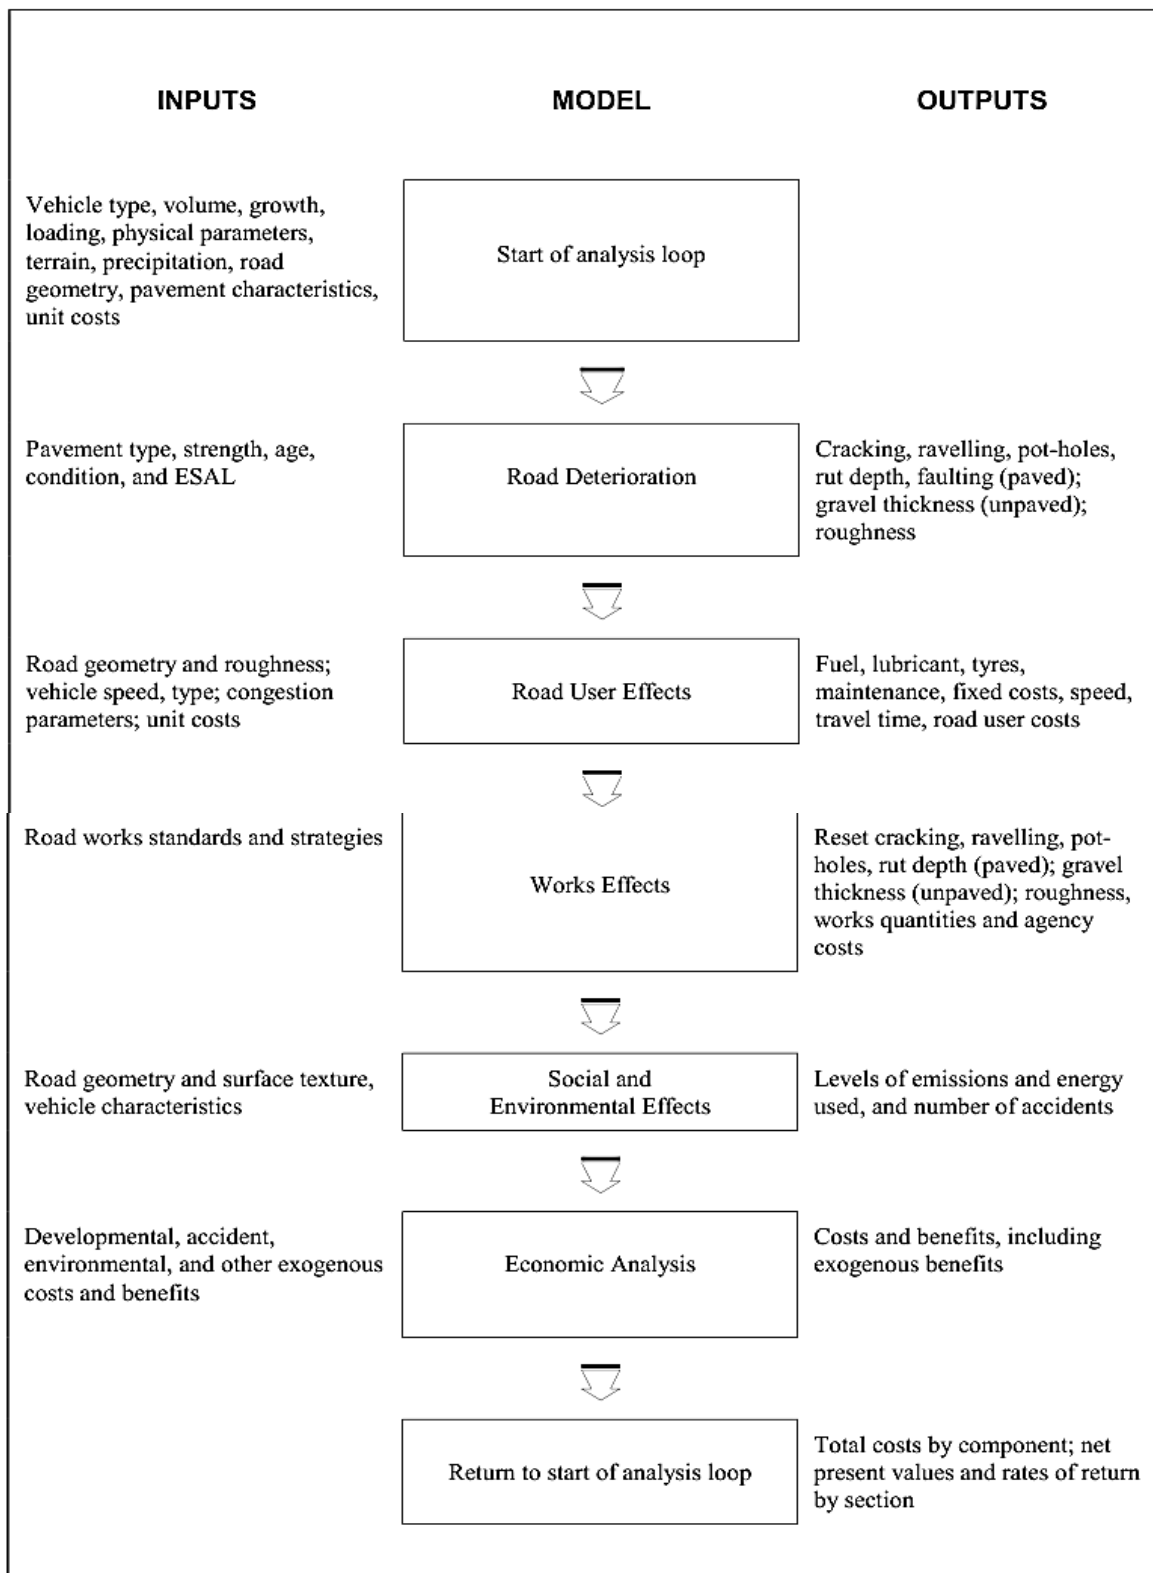 INPUTS
MODEL
OUTPUTS
Vehicle type, volume, growth,
loading, physical parameters,
terrain, precipitation, road
geometry, pavement characteristics,
unit costs
Start of analysis loop
Pavement type, strength, age,
condition, and ESAL
Road Deterioration
Cracking, ravelling, pot-holes,
rut depth, faulting (paved);
gravel thickness (unpaved);
roughness
Road geometry and roughness;
vehicle speed, type; congestion
parameters; unit costs
Road User Effects
Fuel, lubricant, tyres,
maintenance, fixed costs, speed,
travel time, road user costs
Road works standards and strategies
Works Effects
Reset cracking, ravelling, pot-
holes, rut depth (paved); gravel
thickness (unpaved); roughness,
works quantities and agency
costs
Road geometry and surface texture,
vehicle characteristics
Social and
Environmental Effects
Levels of emissions and energy
used, and number of accidents
Developmental, accident,
environmental, and other exogenous
costs and benefits
Economic Analysis
Costs and benefits, including
exogenous benefits
Return to start of analysis loop
Total costs by component; net
present values and rates of return
by section